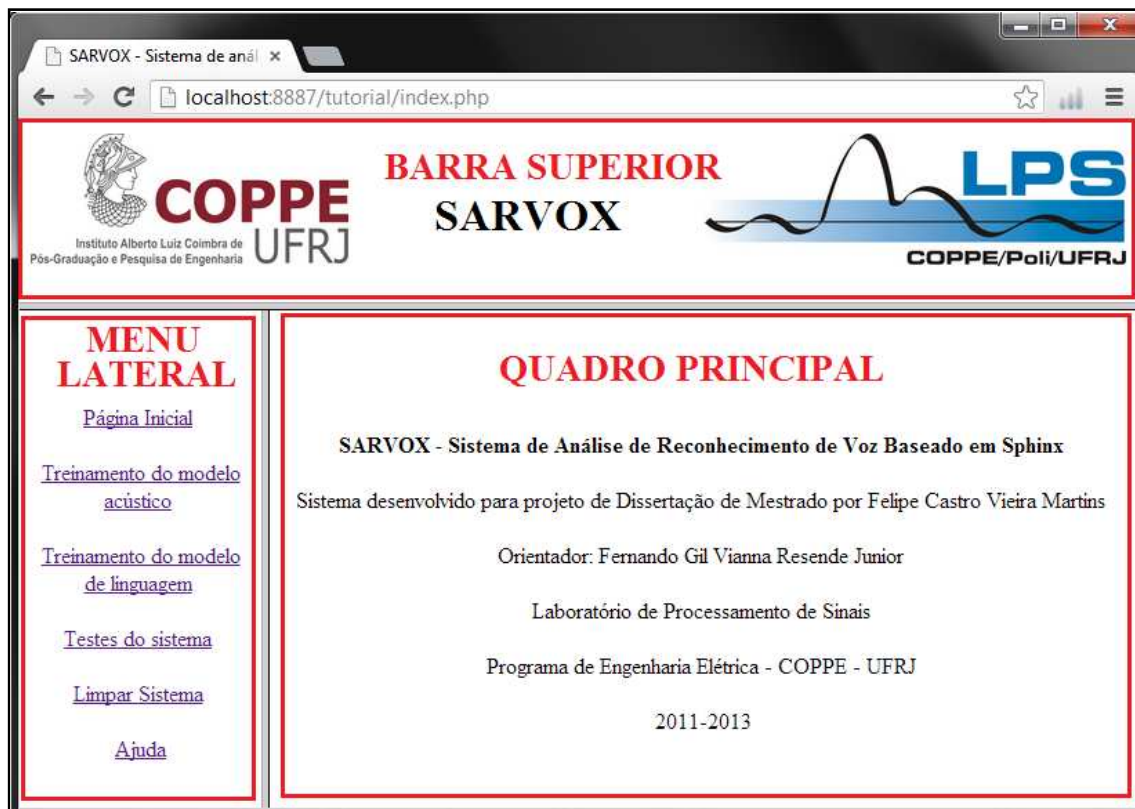 SARVOX - Sistema de anál
localhost:8887/tutorial/index.php
COPPE
UFRJ
Instituto Alberto Luiz Coimbra de
Pós-Graduação e Pesquisa de Engenharia
BARRA SUPERIOR
SARVOX
LPS
COPPE/Poli/UFRJ
MENU
LATERAL
Página Inicial
Treinamento do modelo
acústico
Treinamento do modelo
de linguagem
Testes do sistema
Limpar Sistema
Ajuda
QUADRO PRINCIPAL
SARVOX - Sistema de Análise de Reconhecimento de Voz Baseado em Sphinx
Sistema desenvolvido para projeto de Dissertação de Mestrado por Felipe Castro Vieira Martins
Orientador: Fernando Gil Vianna Resende Junior
Laboratório de Processamento de Sinais
Programa de Engenharia Elétrica - COPPE - UFRJ
2011-2013